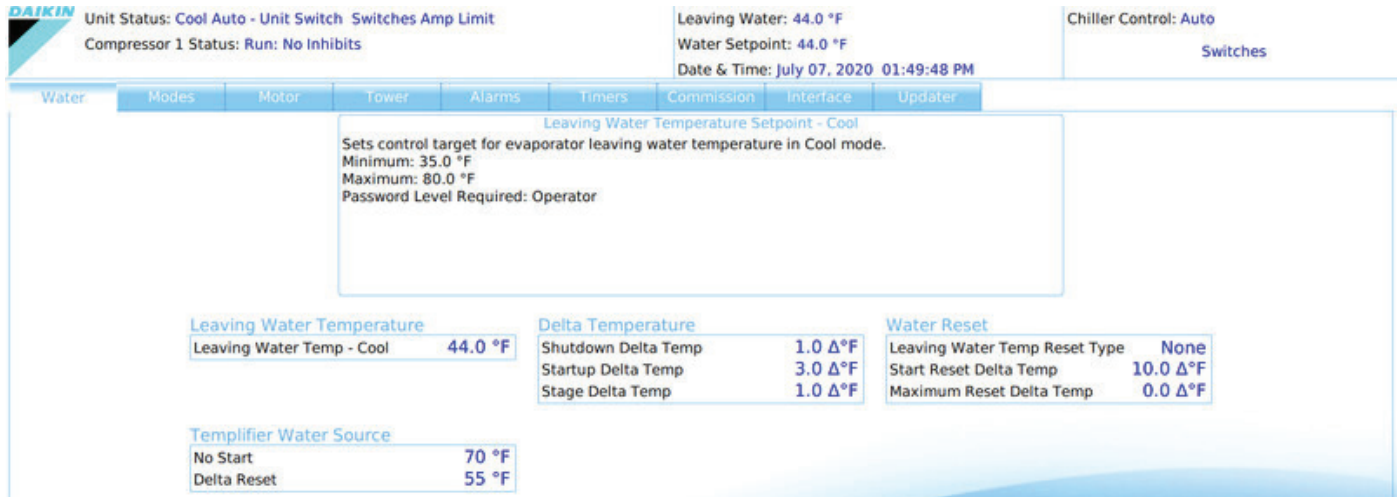 DAIKIN
Unit Status: Cool Auto - Unit Switch Switches Amp Limit
Compressor 1 Status: Run: No Inhibits
Leaving Water: 44.0 °F
Water Setpoint: 44.0 °F
Date & Time: July 07, 2020 01:49:48 PM
Chiller Control: Auto
Switches
Water Modes Motor Tower Alarms Timers Commission Interface Updater
Leaving Water Temperature Setpoint - Cool
Sets control target for evaporator leaving water temperature in Cool mode.
Minimum: 35.0 °F
Maximum: 80.0 °F
Password Level Required: Operator
Leaving Water Temperature
Leaving Water Temp - Cool 44.0 °F
Delta Temperature
Shutdown Delta Temp 1.0 Δ°F
Startup Delta Temp 3.0 Δ°F
Stage Delta Temp 1.0 Δ°F
Water Reset
Leaving Water Temp Reset Type None
Start Reset Delta Temp 10.0 Δ°F
Maximum Reset Delta Temp 0.0 Δ°F
Templifier Water Source
No Start 70 °F
Delta Reset 55 °F